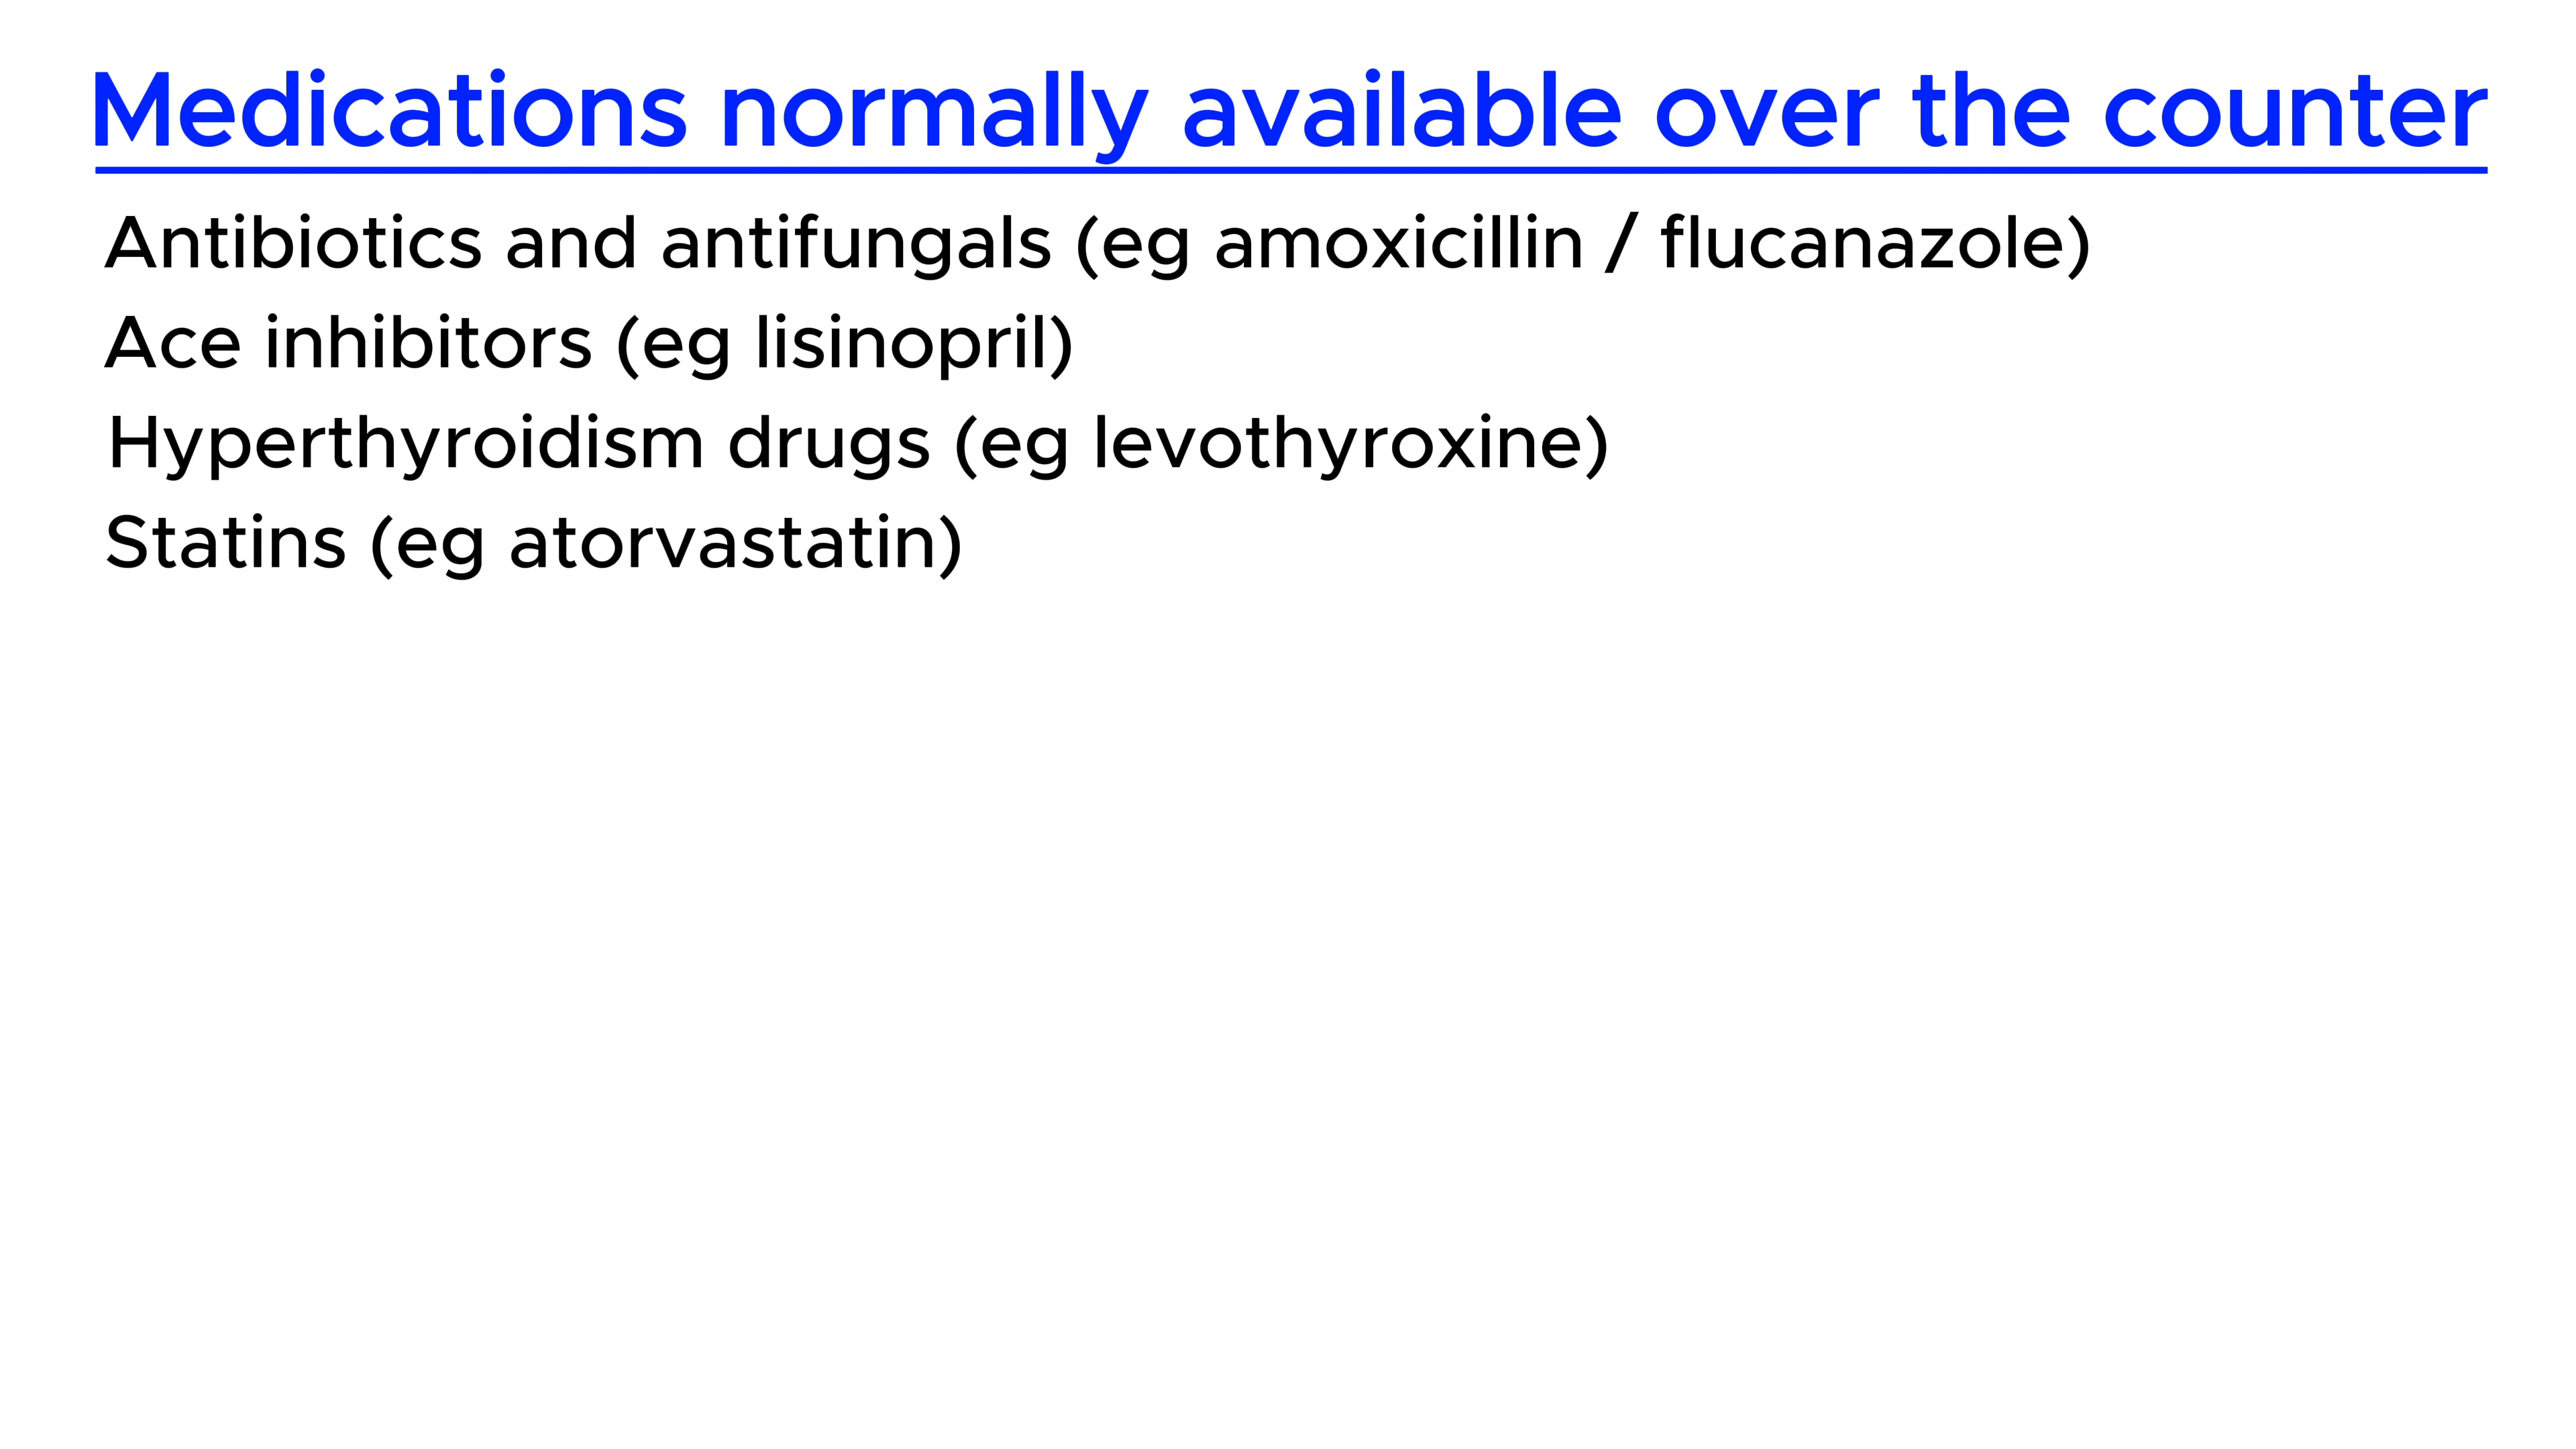 Medications normally available over the counter
Antibiotics and antifungals (eg amoxicillin / flucanazole)
Ace inhibitors (eg lisinopril)
Hyperthyroidism drugs (eg levothyroxine)
Statins (eg atorvastatin)